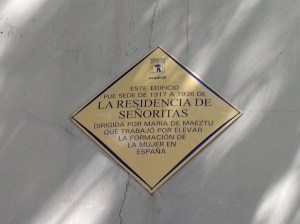 madrid
ESTE EDIFICIO
FUE SEDE DE 1917 A 1936 DE
LA RESIDENCIA DE
SEÑORITAS
DIRIGIDA POR MARIA DE MAEZTU
QUE TRABAJÓ POR ELEVAR
LA FORMACIÓN DE
LA MUJER EN
ESPAÑA